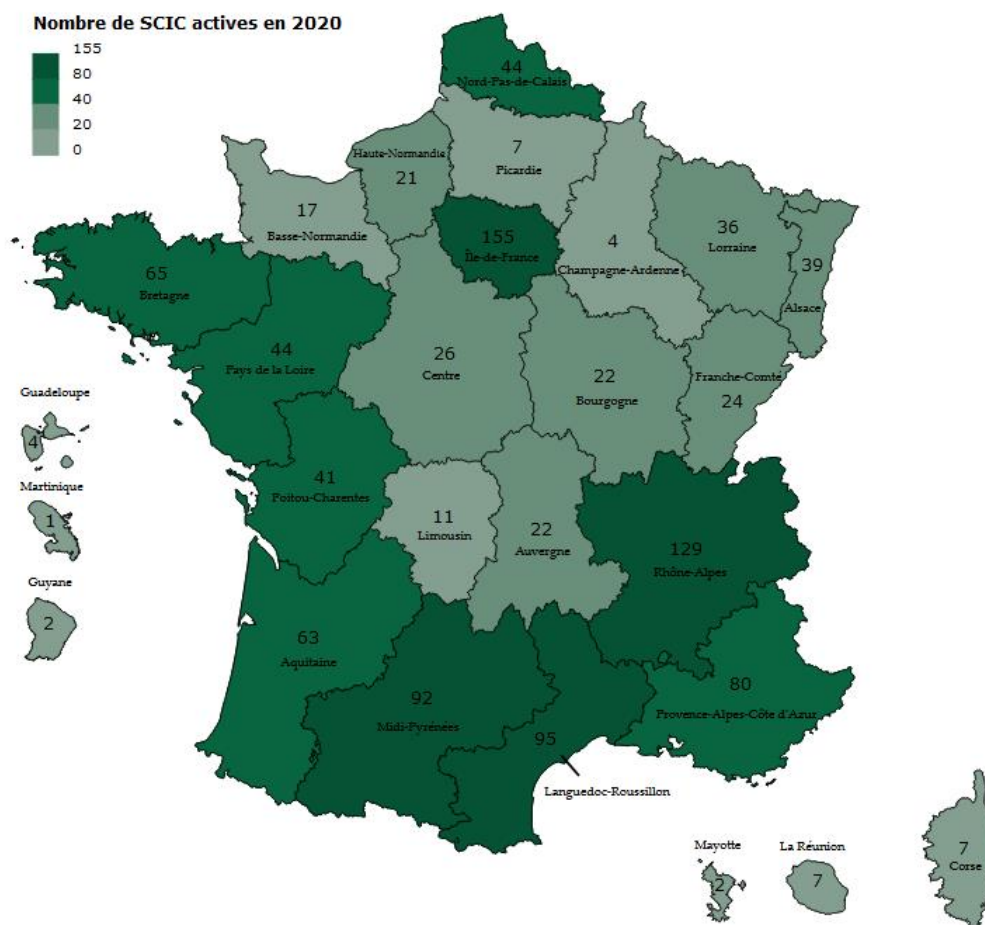 Nombre de SCIC actives en 2020
155
80
40
20
0
44
Nord-Pas-de-Calais
7
Picardie
Haute-Normandie
21
17
Basse-Normandie
155
Île-de-France
4
Champagne-Ardenne
36
Lorraine
39
Alsace
65
Bretagne
44
Pays de la Loire
26
Centre
22
Bourgogne
Franche-Comté
24
Guadeloupe
4
Martinique
1
Guyane
2
41
Poitou-Charentes
11
Limousin
22
Auvergne
129
Rhône-Alpes
63
Aquitaine
92
Midi-Pyrénées
95
Languedoc-Roussillon
80
Provence-Alpes-Côte d'Azur
Mayotte
2
La Réunion
7
7
Corse